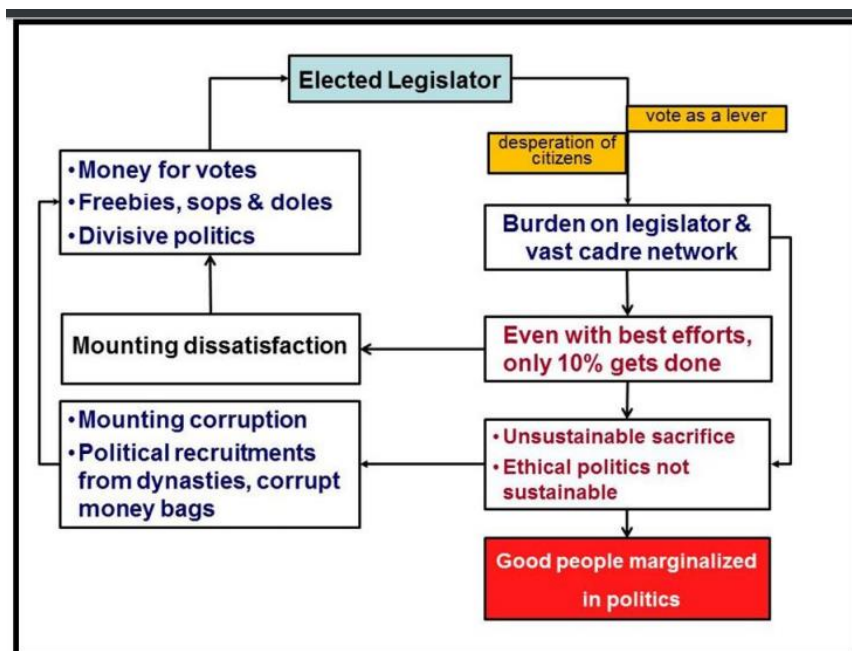 Elected Legislator
vote as a lever
desperation of
citizens
• Money for votes
• Freebies, sops & doles
• Divisive politics
Burden on legislator &
vast cadre network
Mounting dissatisfaction
Even with best efforts,
only 10% gets done
• Mounting corruption
• Political recruitments
from dynasties, corrupt
money bags
• Unsustainable sacrifice
• Ethical politics not
sustainable
Good people marginalized
in politics